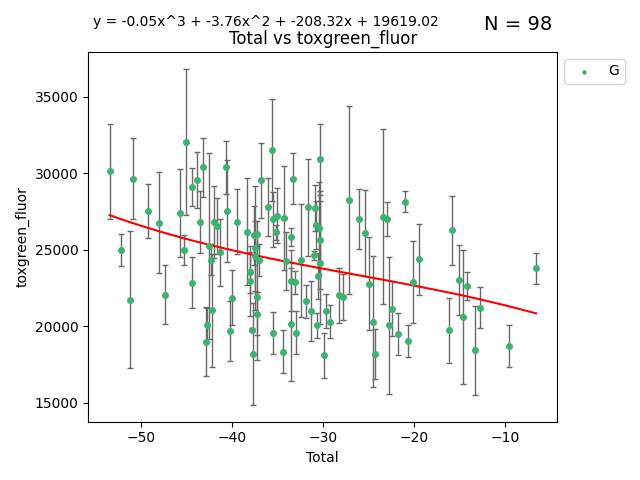 y = -0.05x^3 + -3.76x^2 + -208.32x + 19619.02
N = 98
Total vs toxgreen_fluor
G
35000
30000
25000
20000
15000
toxgreen_fluor
−50 −40 −30 −20 −10
Total